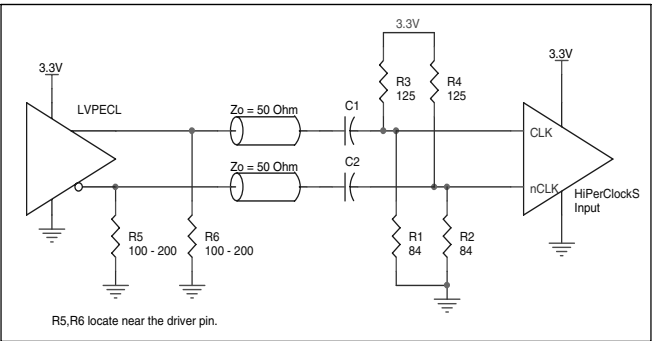 3.3V
3.3V
3.3V
R3
125
R4
125
LVPECL
Zo = 50 Ohm
C1
CLK
Zo = 50 Ohm
C2
nCLK
HiPerClockS
Input
R5
100 - 200
R6
100 - 200
R1
84
R2
84
R5,R6 locate near the driver pin.